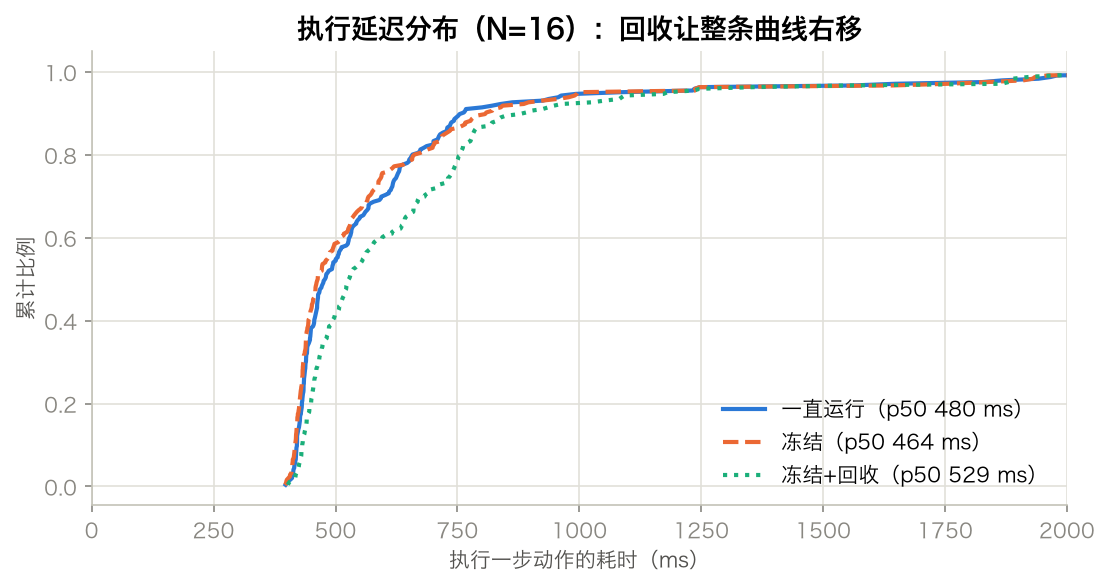 执行延迟分布（N=16）：回收让整条曲线右移
累计比例
1.0
0.8
0.6
0.4
0.2
0.0
一直运行（p50 480 ms）
冻结（p50 464 ms）
冻结+回收（p50 529 ms）
0 250 500 750 1000 1250 1500 1750 2000
执行一步动作的耗时（ms）